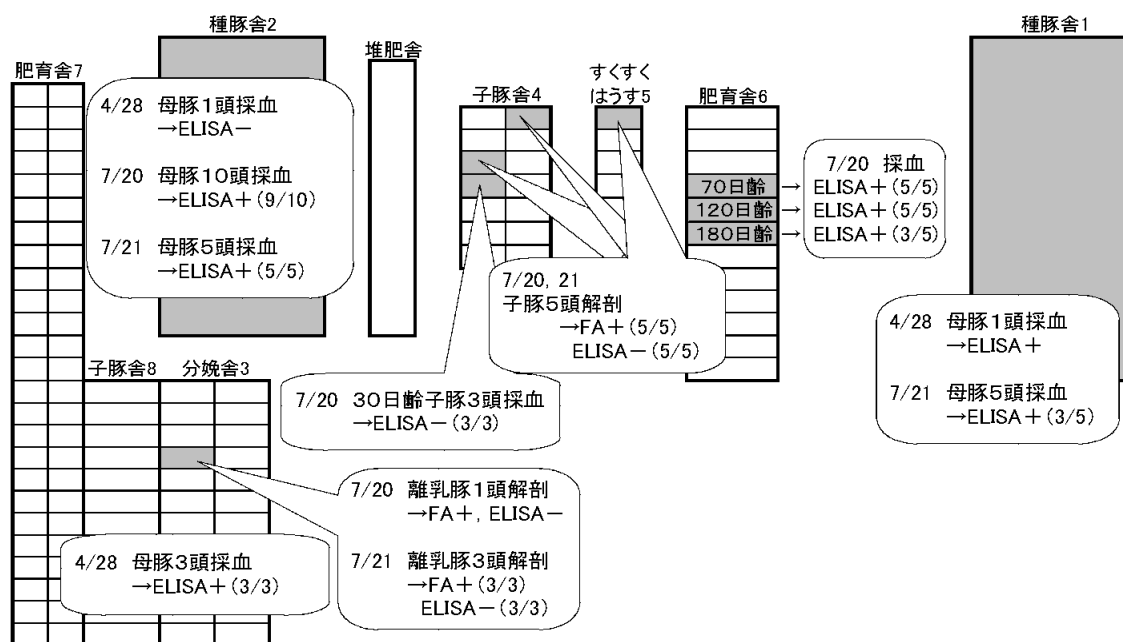 種豚舎2
種豚舎1
堆肥舎
肥育舎7
すくすく
はうす5
子豚舎4
肥育舎6
4/28 母豚1頭採血
→ELISA－
7/20 母豚10頭採血
→ELISA＋(9/10)
7/21 母豚5頭採血
→ELISA＋(5/5)
7/20 採血
70日齢 → ELISA＋(5/5)
120日齢 → ELISA＋(5/5)
180日齢 → ELISA＋(3/5)
7/20, 21
子豚5頭解剖
→FA＋(5/5)
ELISA－(5/5)
4/28 母豚1頭採血
→ELISA＋
7/21 母豚5頭採血
→ELISA＋(3/5)
子豚舎8 分娩舎3
7/20 30日齢子豚3頭採血
→ELISA－(3/3)
7/20 離乳豚1頭解剖
→FA＋, ELISA－
7/21 離乳豚3頭解剖
→FA＋(3/3)
ELISA－(3/3)
4/28 母豚3頭採血
→ELISA＋(3/3)